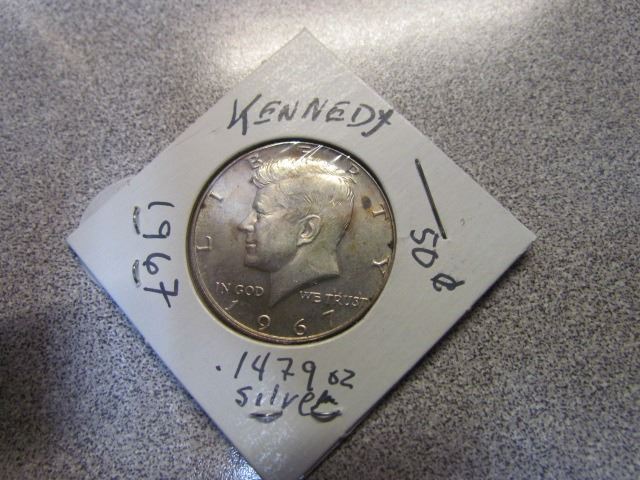 KENNEDY
1967
50¢
LIBERTY
IN GOD WE TRUST
1967
.1479 oz
silver